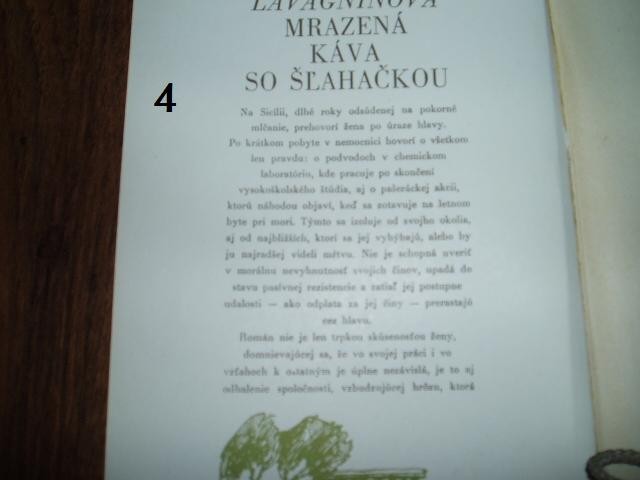 LAVAGNINOVÁ
MRAZENÁ
KÁVA
SO ŠĽAHAČKOU
4
Na Sicílii, dlhé roky odsúdenej na pokorné
mlčanie, prehovorí žena po úraze hlavy.
Po krátkom pobyte v nemocnici hovorí o všetkom
len pravdu: o podvodoch v chemickom
laboratóriu, kde pracuje po skončení
vysokoškolského štúdia, aj o pašeráckej akcii,
ktorú náhodou objaví, keď sa zotavuje na letnom
byte pri mori. Týmto sa izoluje od svojho okolia,
aj od najbližších, ktorí sa jej vyhýbajú, alebo by
ju najradšej videli mŕtvu. Nie je schopná uveriť
v morálnu nevyhnutnosť svojich činov, upadá do
stavu pasívnej rezistencie a zatiaľ jej postupne
udalosti — ako odplata za jej činy — prerastajú
cez hlavu.
Román nie je len trpkou skúsenosťou ženy,
domnievajúcej sa, že vo svojej práci i vo
vzťahoch k ostatným je úplne nezávislá, je to aj
odhalenie spoločnosti, vzbudzujúcej hrôzu, ktorá